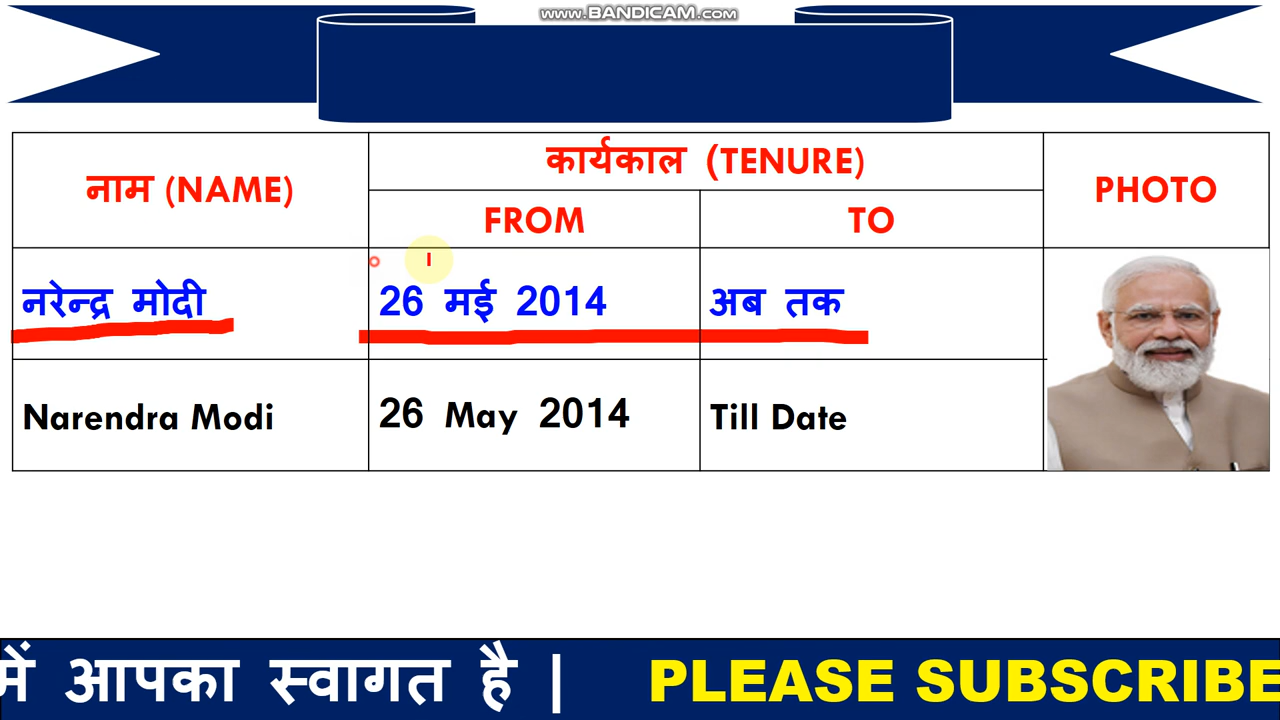 www.BANDICAM.com
नाम (NAME)
कार्यकाल (TENURE)
PHOTO
FROM
TO
नरेन्द्र मोदी
26 मई 2014
अब तक
Narendra Modi
26 May 2014
Till Date
में आपका स्वागत है | PLEASE SUBSCRIBE